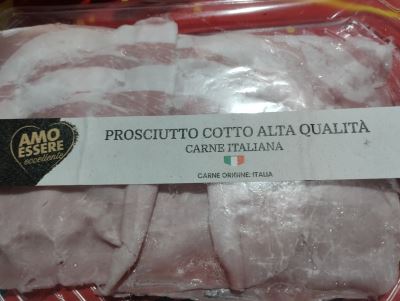 AMO
ESSERE
eccellente
PROSCIUTTO COTTO ALTA QUALITÀ
CARNE ITALIANA
CARNE ORIGINE: ITALIA